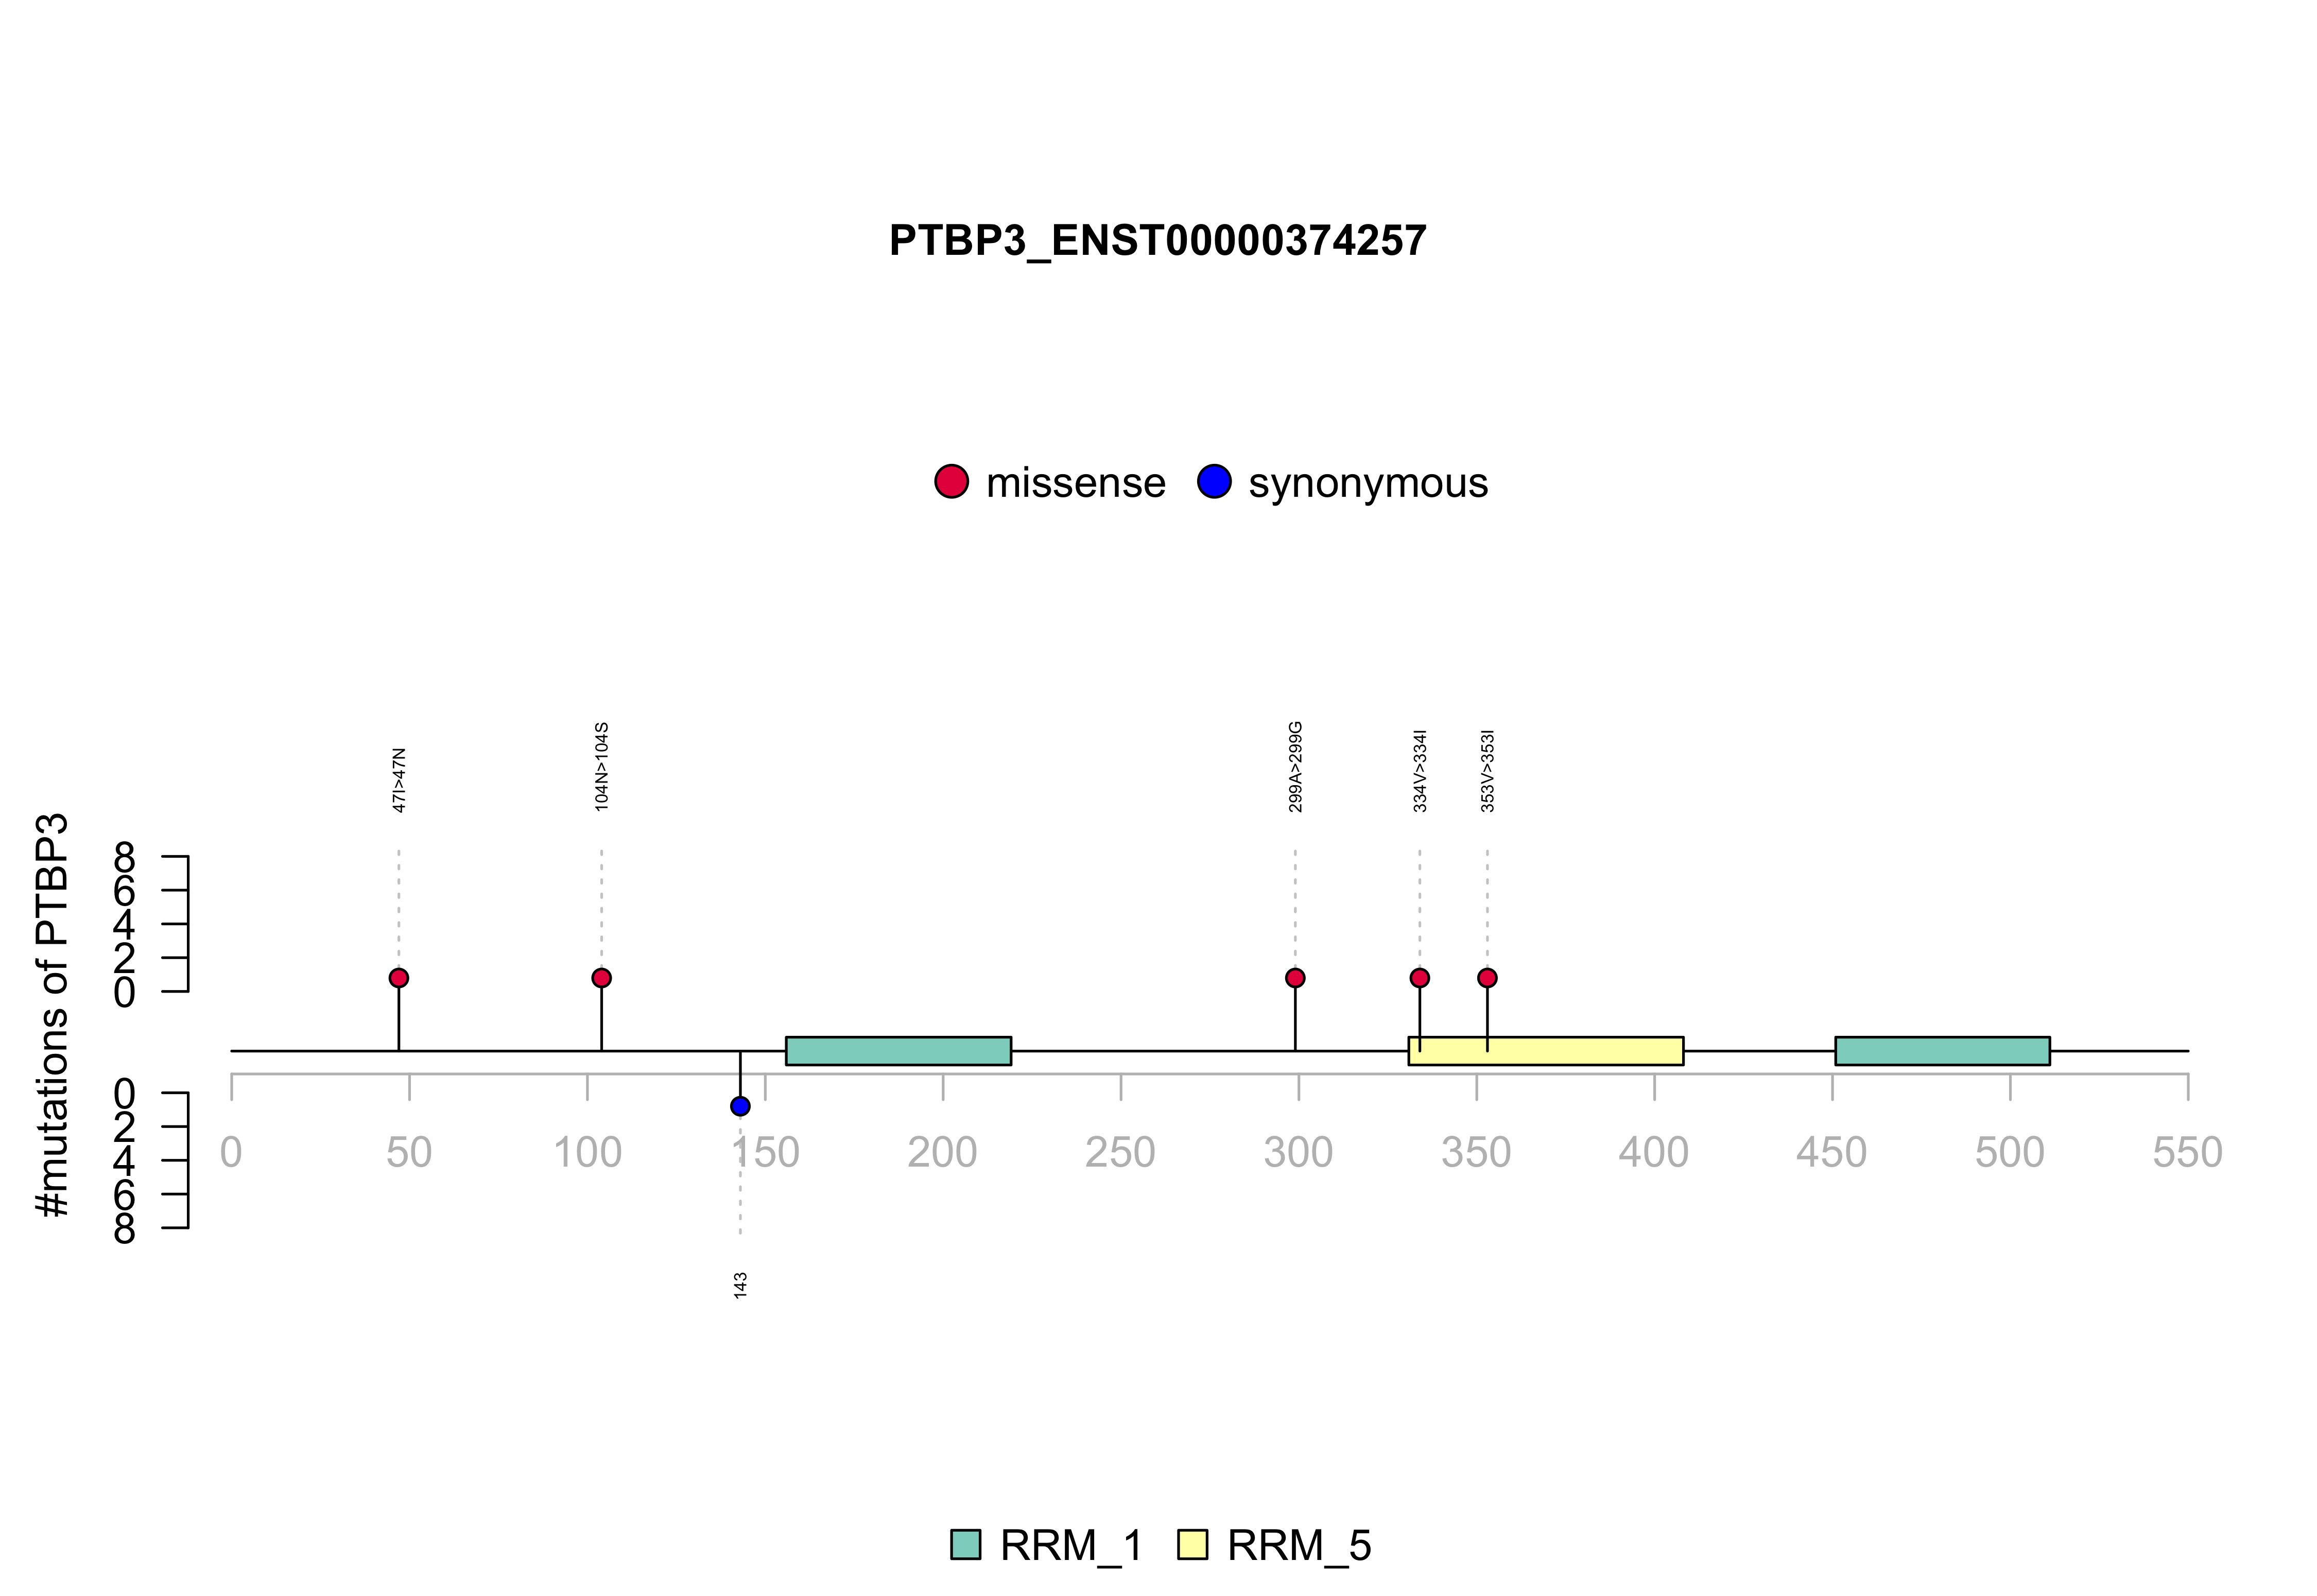 PTBP3_ENST00000374257
missense synonymous
47I>47N 104N>104S 299A>299G 334V>334I 353V>353I
#mutations of PTBP3
8
6
4
2
0
0
2
4
6
8
0 50 100 150 200 250 300 350 400 450 500 550
143
RRM_1 RRM_5